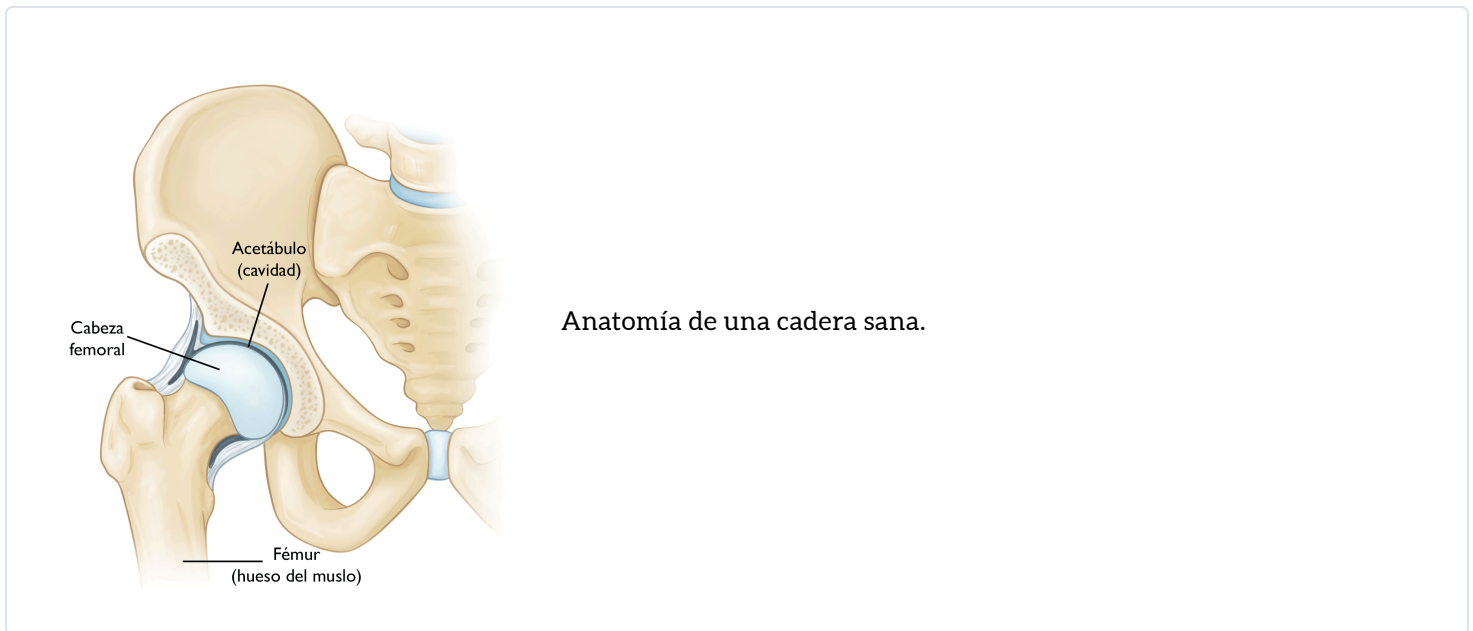 Acetábulo
(cavidad)
Cabeza
femoral
Anatomía de una cadera sana.
Fémur
(hueso del muslo)